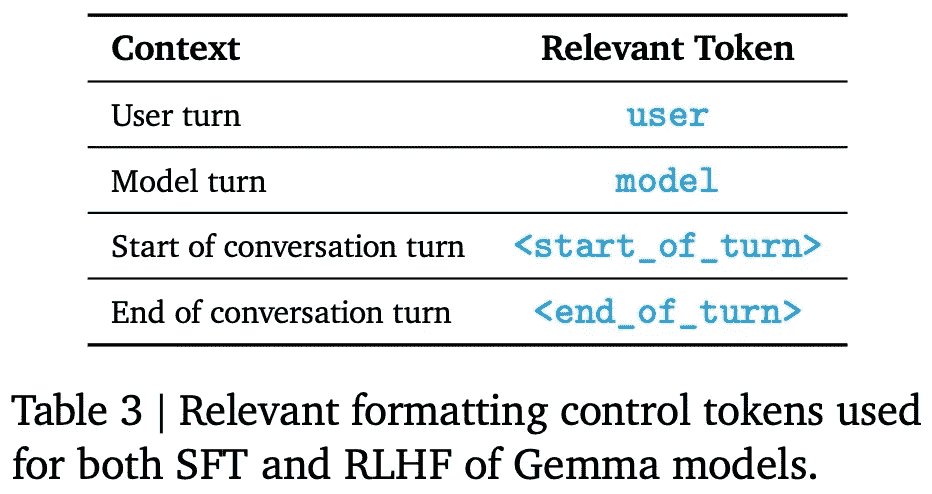 Context Relevant Token
User turn user
Model turn model
Start of conversation turn <start_of_turn>
End of conversation turn <end_of_turn>
Table 3 | Relevant formatting control tokens used
for both SFT and RLHF of Gemma models.